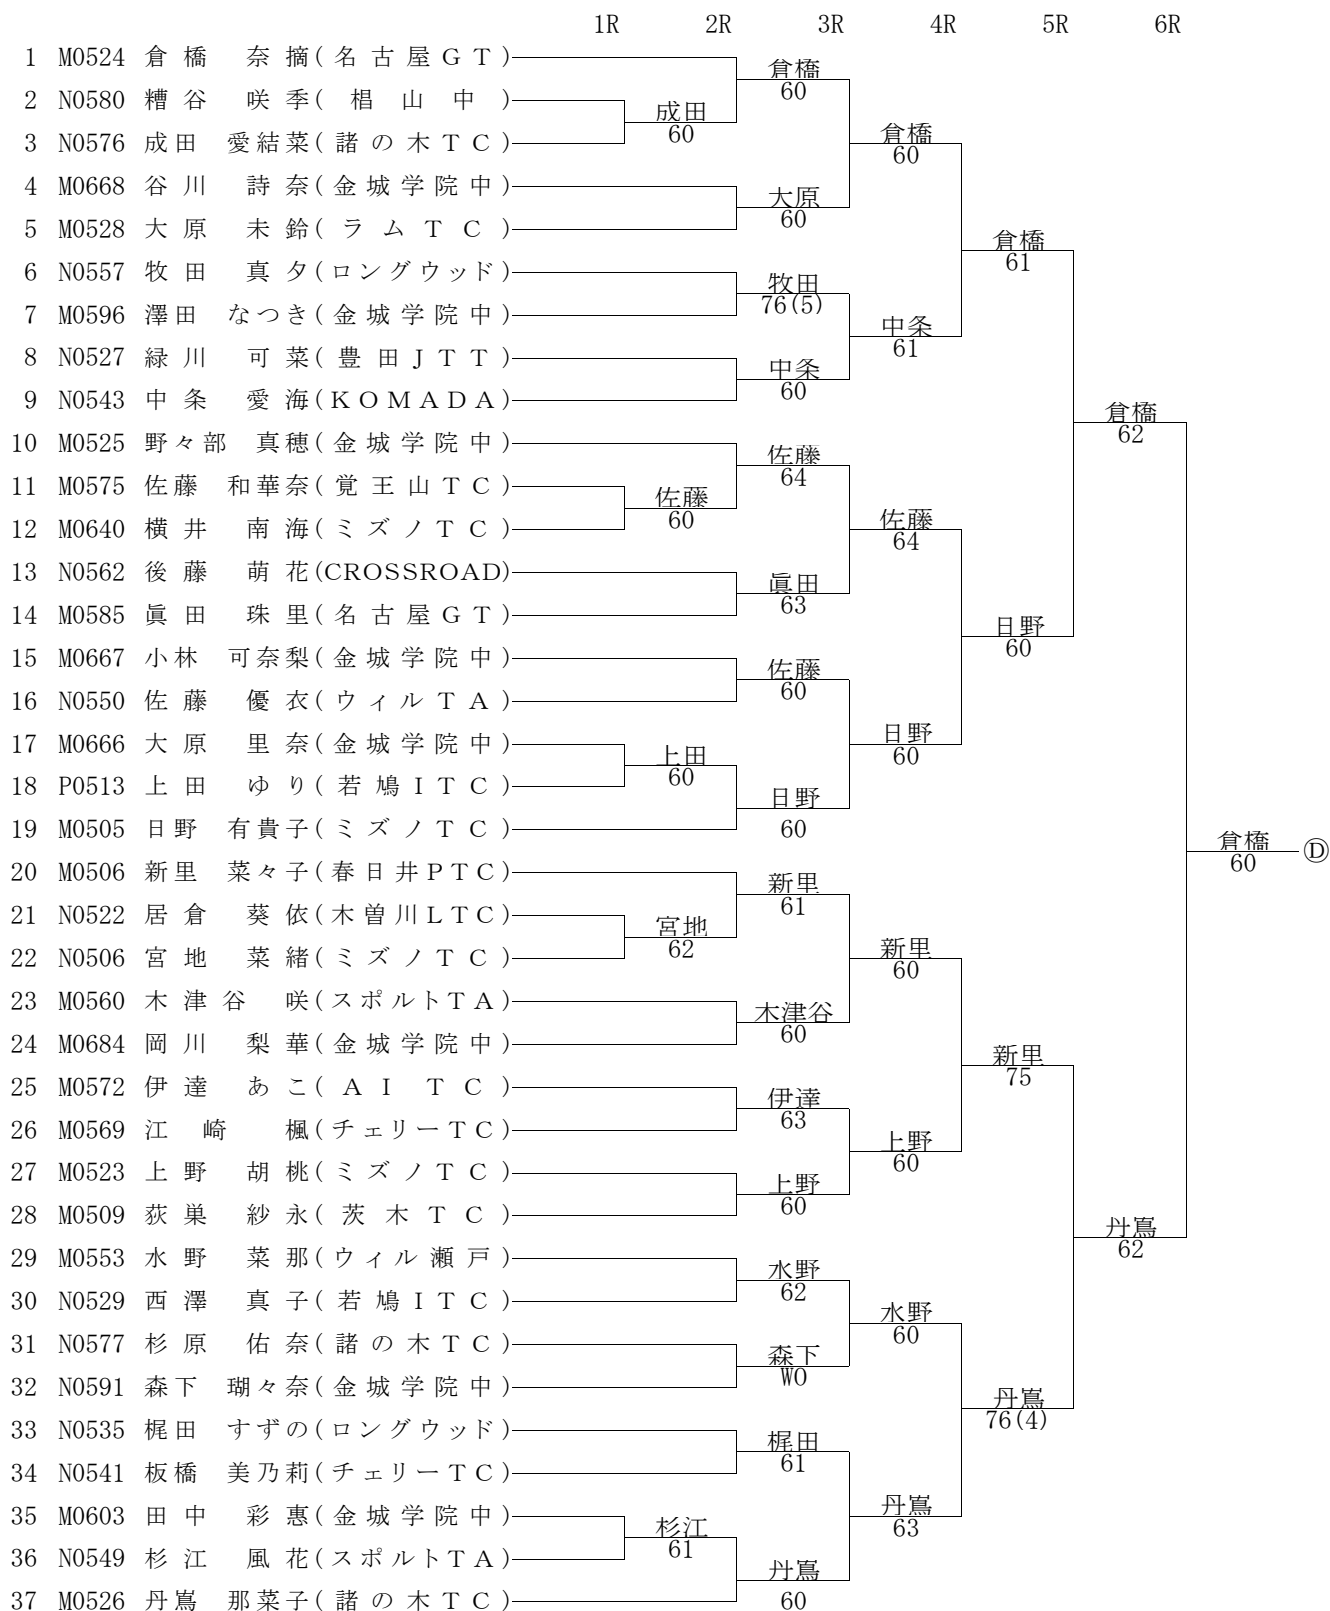 1R 2R 3R 4R 5R 6R
1 M0524 倉橋 奈摘(名古屋GT)
倉橋
60
2 N0580 糟谷 咲季(椙山中)
成田
60
3 N0576 成田 愛結菜(諸の木TC)
倉橋
60
4 M0668 谷川 詩奈(金城学院中)
大原
60
5 M0528 大原 未鈴(ラムTC)
倉橋
61
6 N0557 牧田 真夕(ロングウッド)
牧田
76(5)
7 M0596 澤田 なつき(金城学院中)
中条
61
8 N0527 緑川 可菜(豊田JTT)
中条
60
9 N0543 中条 愛海(KOMADA)
倉橋
62
10 M0525 野々部 真穂(金城学院中)
佐藤
64
11 M0575 佐藤 和華奈(覚王山TC)
佐藤
60
12 M0640 横井 南海(ミズノTC)
佐藤
64
13 N0562 後藤 萌花(CROSSROAD)
眞田
63
14 M0585 眞田 珠里(名古屋GT)
日野
60
15 M0667 小林 可奈梨(金城学院中)
佐藤
60
16 N0550 佐藤 優衣(ウィルTA)
日野
60
17 M0666 大原 里奈(金城学院中)
上田
60
18 P0513 上田 ゆり(若鳩ITC)
日野
60
19 M0505 日野 有貴子(ミズノTC)
倉橋
60
Ⓓ
20 M0506 新里 菜々子(春日井PTC)
新里
61
21 N0522 居倉 葵依(木曽川LTC)
宮地
62
22 N0506 宮地 菜緒(ミズノTC)
新里
60
23 M0560 木津谷 咲(スポルトTA)
木津谷
60
24 M0684 岡川 梨華(金城学院中)
新里
75
25 M0572 伊達 あこ(AI TC)
伊達
63
26 M0569 江崎 楓(チェリーTC)
上野
60
27 M0523 上野 胡桃(ミズノTC)
上野
60
28 M0509 荻巣 紗永(茨木TC)
丹嶌
62
29 M0553 水野 菜那(ウィル瀬戸)
水野
62
30 N0529 西澤 真子(若鳩ITC)
水野
60
31 N0577 杉原 佑奈(諸の木TC)
森下
WO
32 N0591 森下 瑚々奈(金城学院中)
丹嶌
76(4)
33 N0535 梶田 すずの(ロングウッド)
梶田
61
34 N0541 板橋 美乃莉(チェリーTC)
丹嶌
63
35 M0603 田中 彩惠(金城学院中)
杉江
61
36 N0549 杉江 風花(スポルトTA)
丹嶌
60
37 M0526 丹嶌 那菜子(諸の木TC)